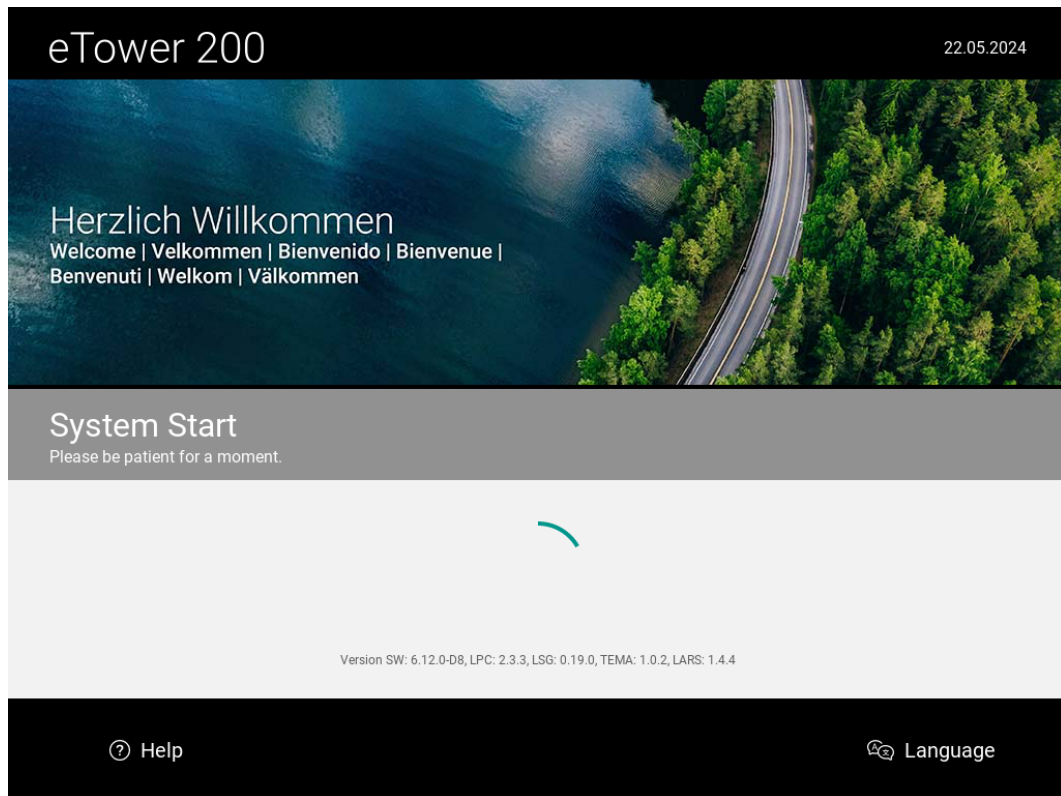 eTower 200
22.05.2024
Herzlich Willkommen
Welcome | Velkommen | Bienvenido | Bienvenue |
Benvenuti | Welkom | Välkommen
System Start
Please be patient for a moment.
Version SW: 6.12.0-D8, LPC: 2.3.3, LSG: 0.19.0, TEMA: 1.0.2, LARS: 1.4.4
? Help
A文 Language